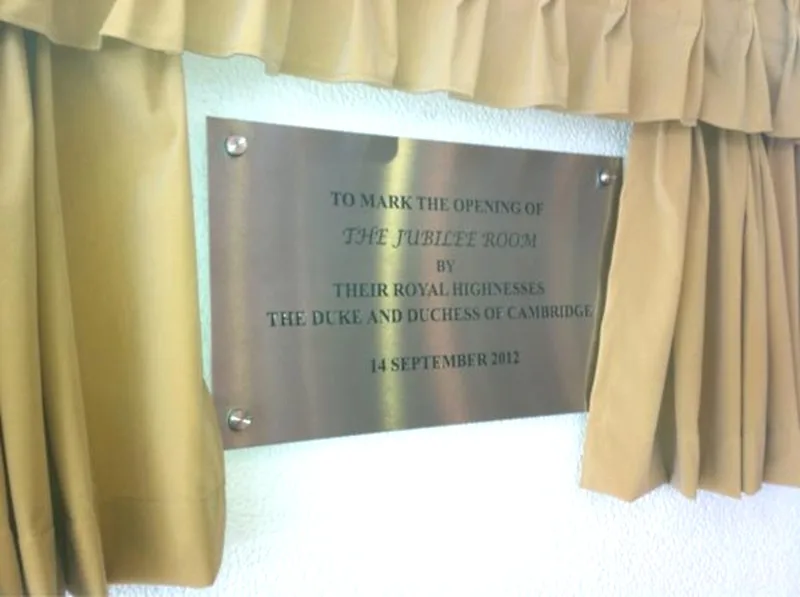 TO MARK THE OPENING OF
THE JUBILEE ROOM
BY
THEIR ROYAL HIGHNESSES
THE DUKE AND DUCHESS OF CAMBRIDGE
14 SEPTEMBER 2012